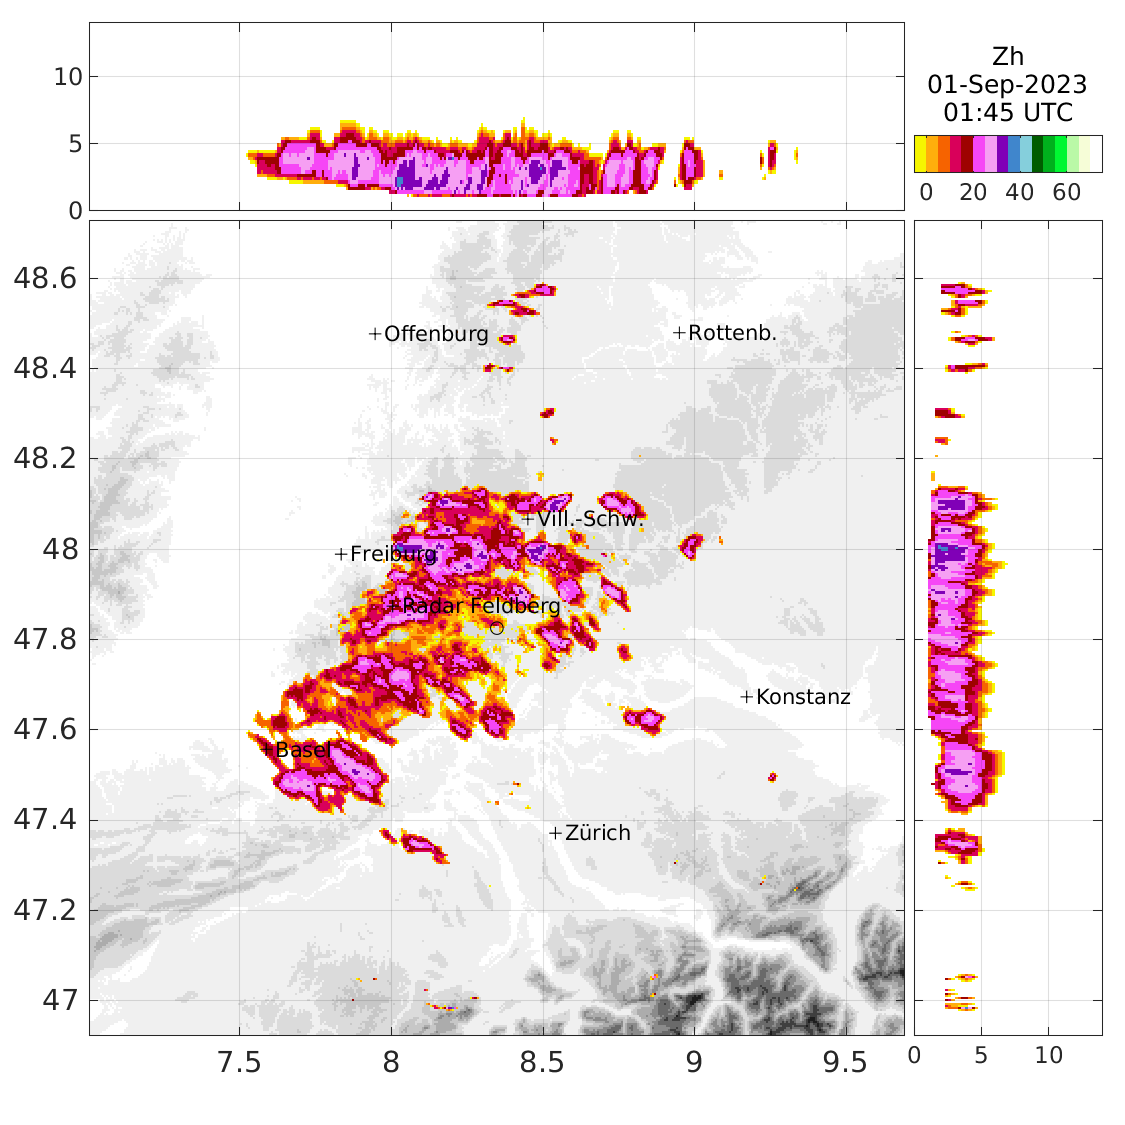 10
5
0
Zh
01-Sep-2023
01:45 UTC
0 20 40 60
48.6
48.4
48.2
48
47.8
47.6
47.4
47.2
47
+Offenburg
+Rottenb.
+Vill.-Schw.
+Freiburg
+Radar Feldberg
+Konstanz
+Basel
+Zürich
7.5 8 8.5 9 9.5
0 5 10